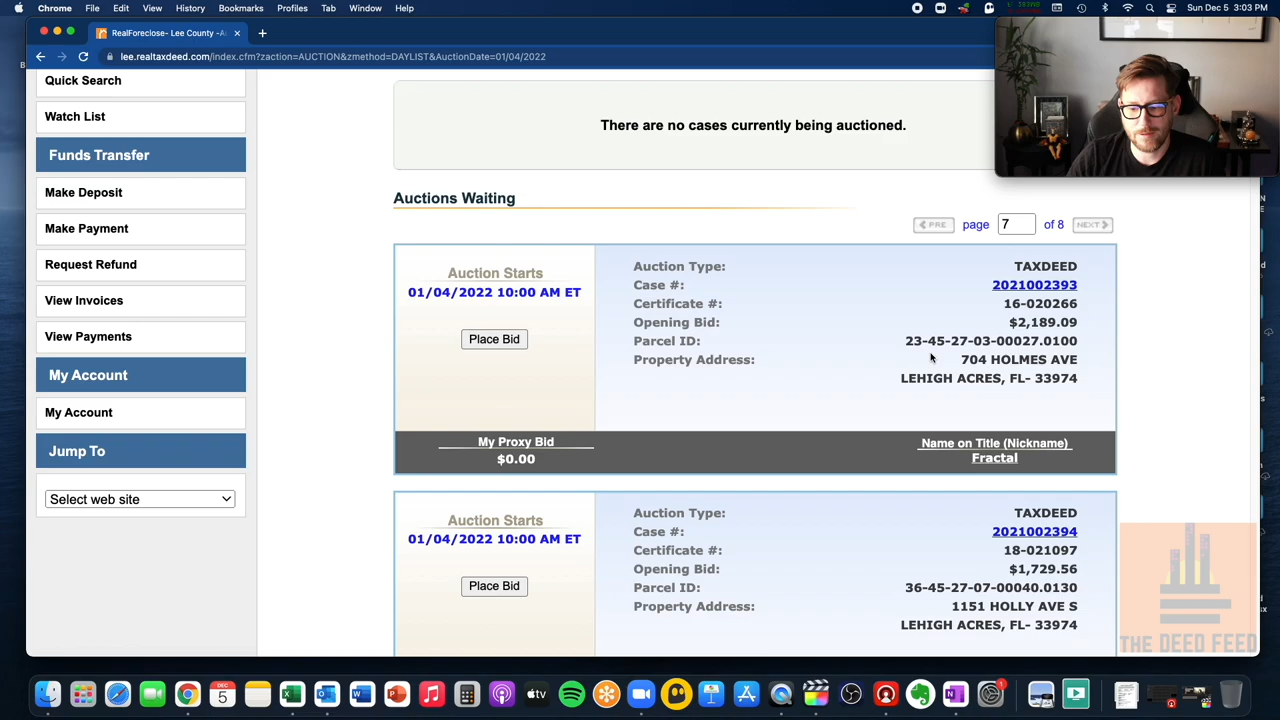 Chrome File Edit View History Bookmarks Profiles Tab Window Help Sun Dec 5 3:03 PM
RealForeclose- Lee County -A
lee.realtaxdeed.com/index.cfm?zaction=AUCTION&zmethod=DAYLIST&AuctionDate=01/04/2022
Quick Search
Watch List
Funds Transfer
Make Deposit
Make Payment
Request Refund
View Invoices
View Payments
My Account
My Account
Jump To
Select web site
There are no cases currently being auctioned.
Auctions Waiting
PRE page 7 of 8 NEXT
Auction Starts
01/04/2022 10:00 AM ET
Place Bid
Auction Type: TAXDEED
Case #: 2021002393
Certificate #: 16-020266
Opening Bid: $2,189.09
Parcel ID: 23-45-27-03-00027.0100
Property Address: 704 HOLMES AVE
LEHIGH ACRES, FL- 33974
My Proxy Bid Name on Title (Nickname)
$0.00 Fractal
Auction Starts
01/04/2022 10:00 AM ET
Place Bid
Auction Type: TAXDEED
Case #: 2021002394
Certificate #: 18-021097
Opening Bid: $1,729.56
Parcel ID: 36-45-27-07-00040.0130
Property Address: 1151 HOLLY AVE S
LEHIGH ACRES, FL- 33974
THE DEED FEED
DEC
5
tv
1